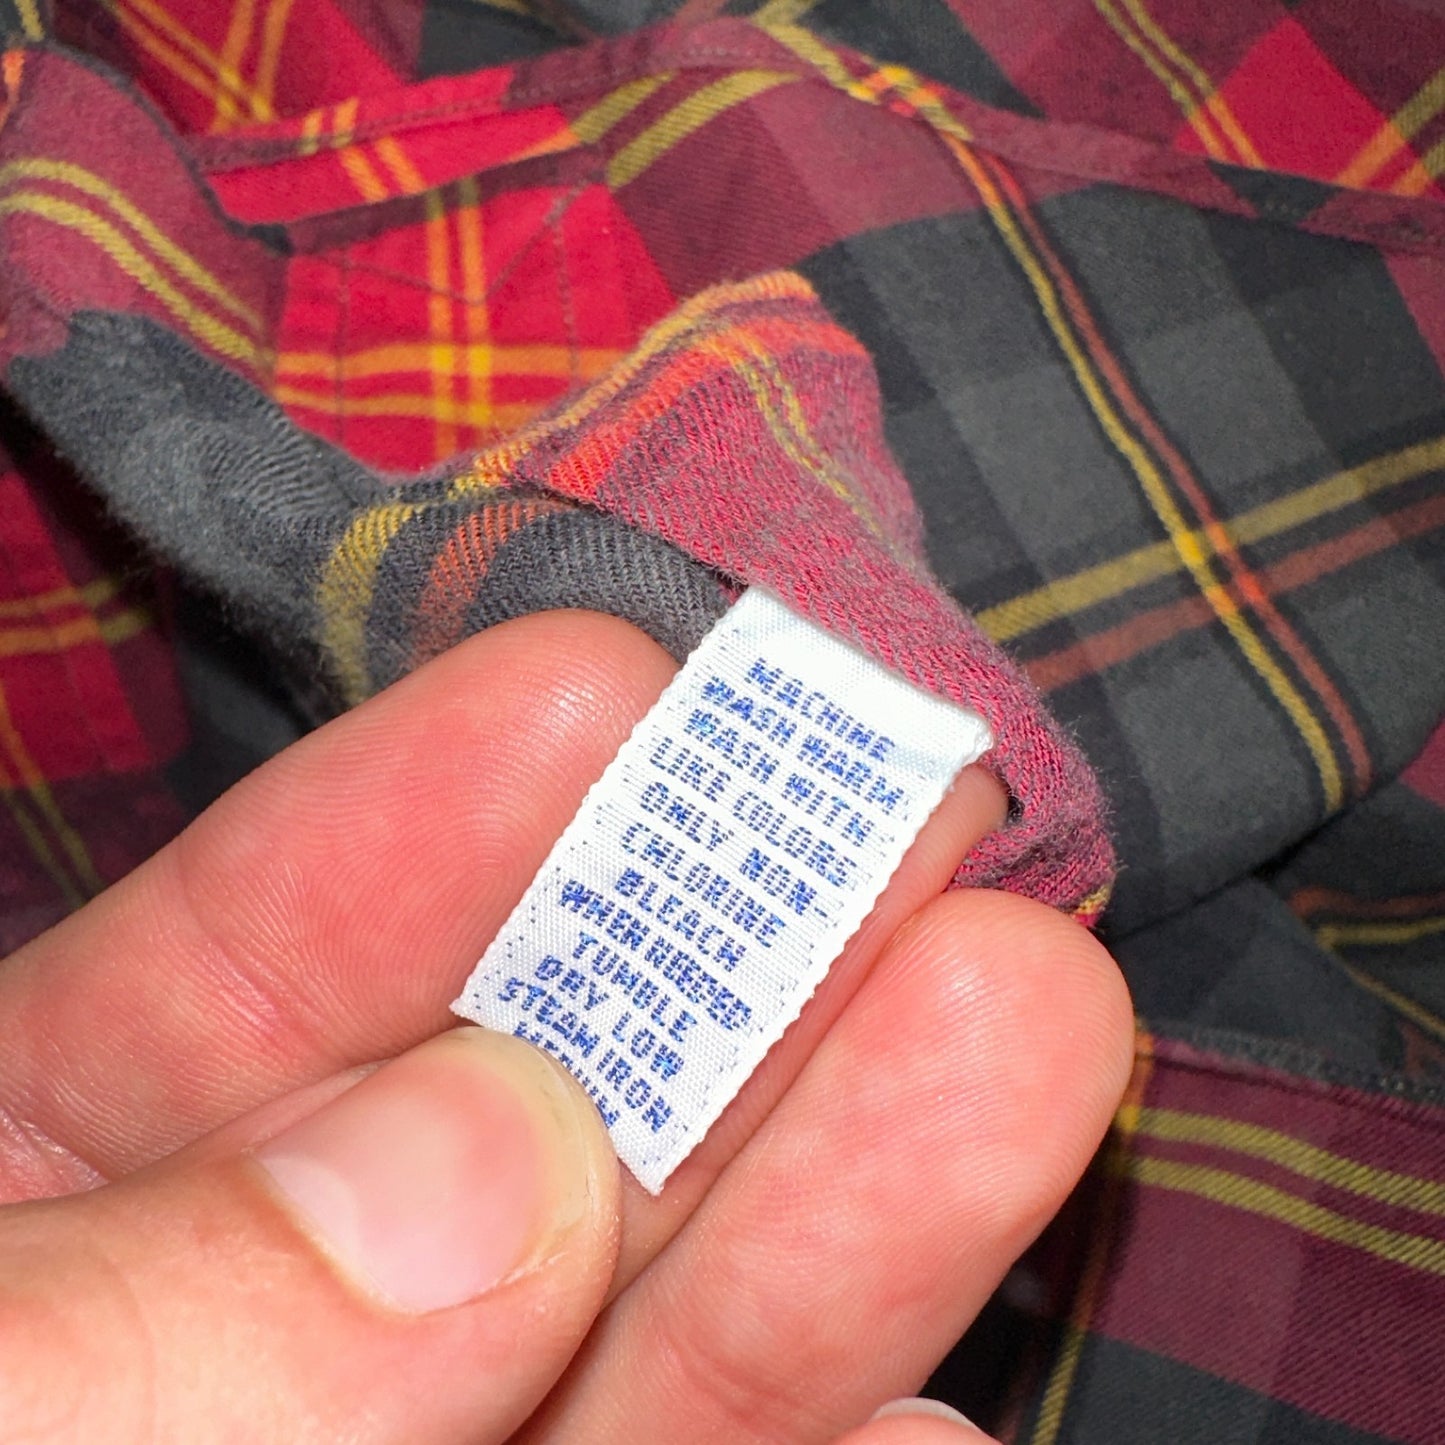 MACHINE
WASH WARM
WASH WITH
LIKE COLORS
ONLY NON-
CHLORINE
BLEACH
WHEN NEEDED
TUMBLE
DRY LOW
STEAM IRON